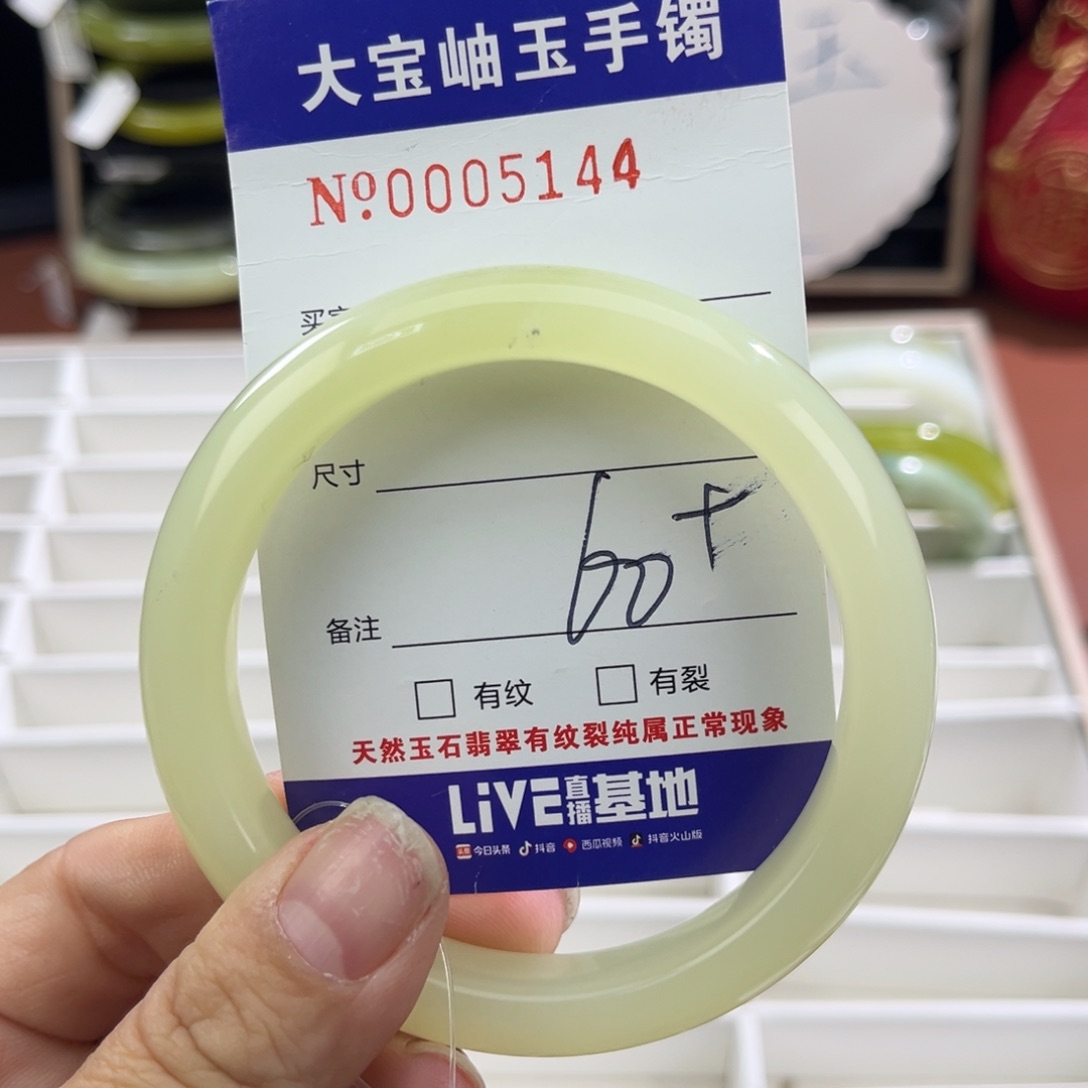 大宝岫玉手镯
No.0005144
尺寸
60+
备注
有纹 有裂
天然玉石翡翠有纹裂纯属正常现象
LiVE直播基地
今日头条 抖音 西瓜视频 抖音火山版